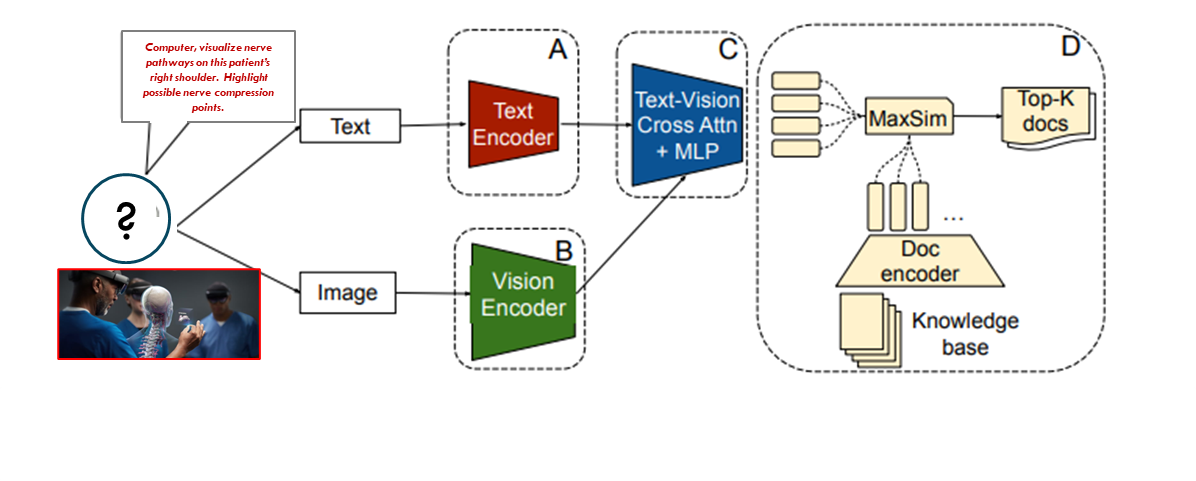 Computer, visualize nerve
pathways on this patient's
right shoulder. Highlight
possible nerve compression
points.
?
Text
Image
A
Text
Encoder
B
Vision
Encoder
C
Text-Vision
Cross Attn
+ MLP
D
MaxSim
Top-K
docs
...
Doc
encoder
Knowledge
base